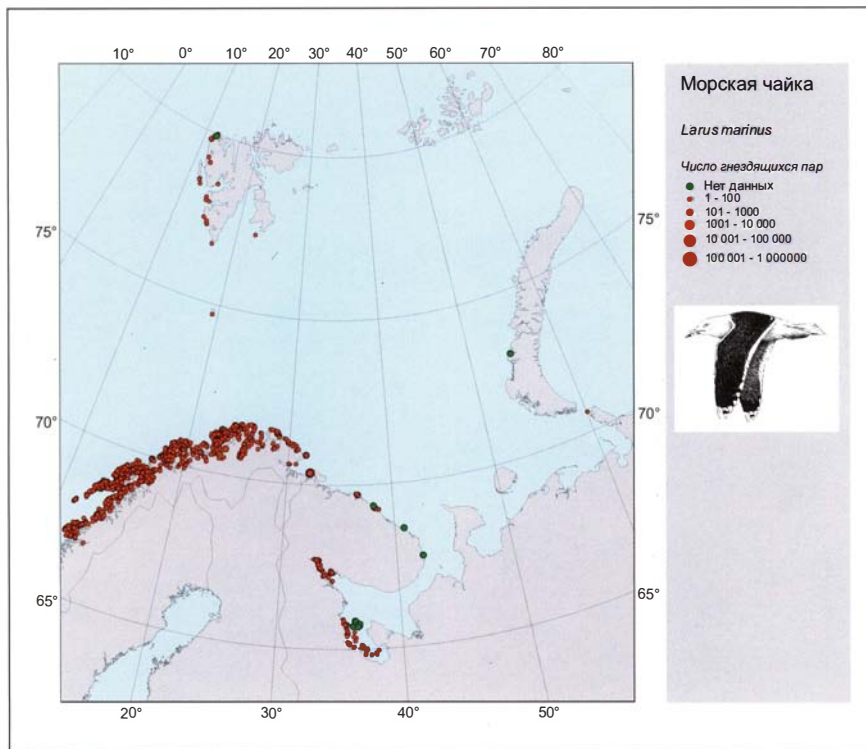 10° 0° 10° 20° 30° 40° 50° 60° 70° 80°
Морская чайка
Larus marinus
Число гнездящихся пар
Нет данных
1 - 100
101 - 1000
1001 - 10 000
10 001 - 100 000
100 001 - 1 000000
75° 75°
70° 70°
65° 65°
20° 30° 40° 50°